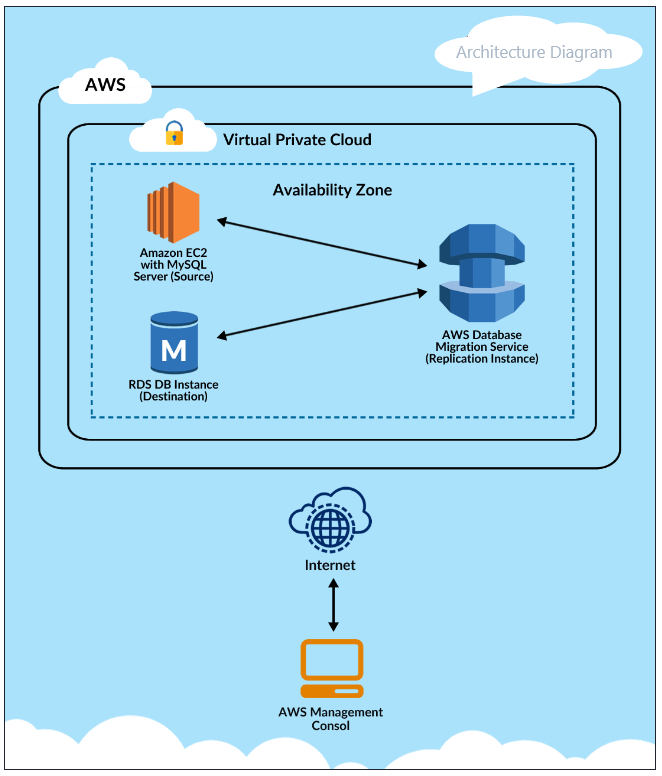 Architecture Diagram
AWS
Virtual Private Cloud
Availability Zone
Amazon EC2
with MySQL
Server (Source)
AWS Database
Migration Service
(Replication Instance)
M
RDS DB Instance
(Destination)
Internet
AWS Management
Consol